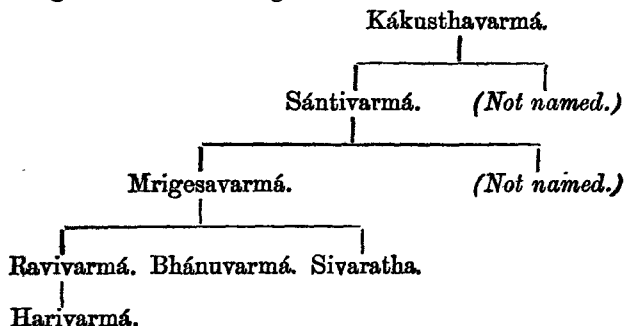 Kákusthavarmá.
Sántivarmá. (Not named.)
Mrigesavarmá. (Not named.)
Ravivarmá. Bhánuvarmá. Sivaratha.
Harivarmá.